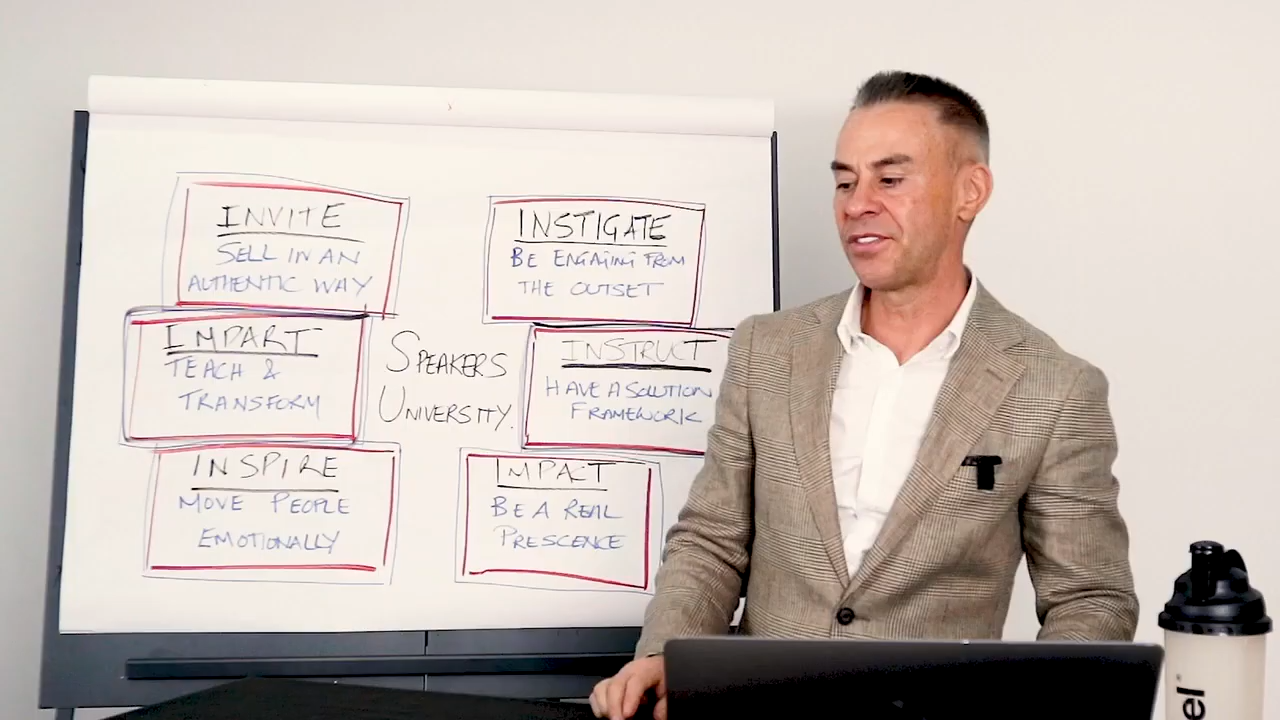 INVITE
SELL IN AN
AUTHENTIC WAY
INSTIGATE
BE ENGAGING FROM
THE OUTSET
IMPART
TEACH &
TRANSFORM
SPEAKERS
UNIVERSITY.
INSTRUCT
HAVE A SOLUTION
FRAMEWORK
INSPIRE
MOVE PEOPLE
EMOTIONALLY
IMPACT
BE A REAL
PRESCENCE
el